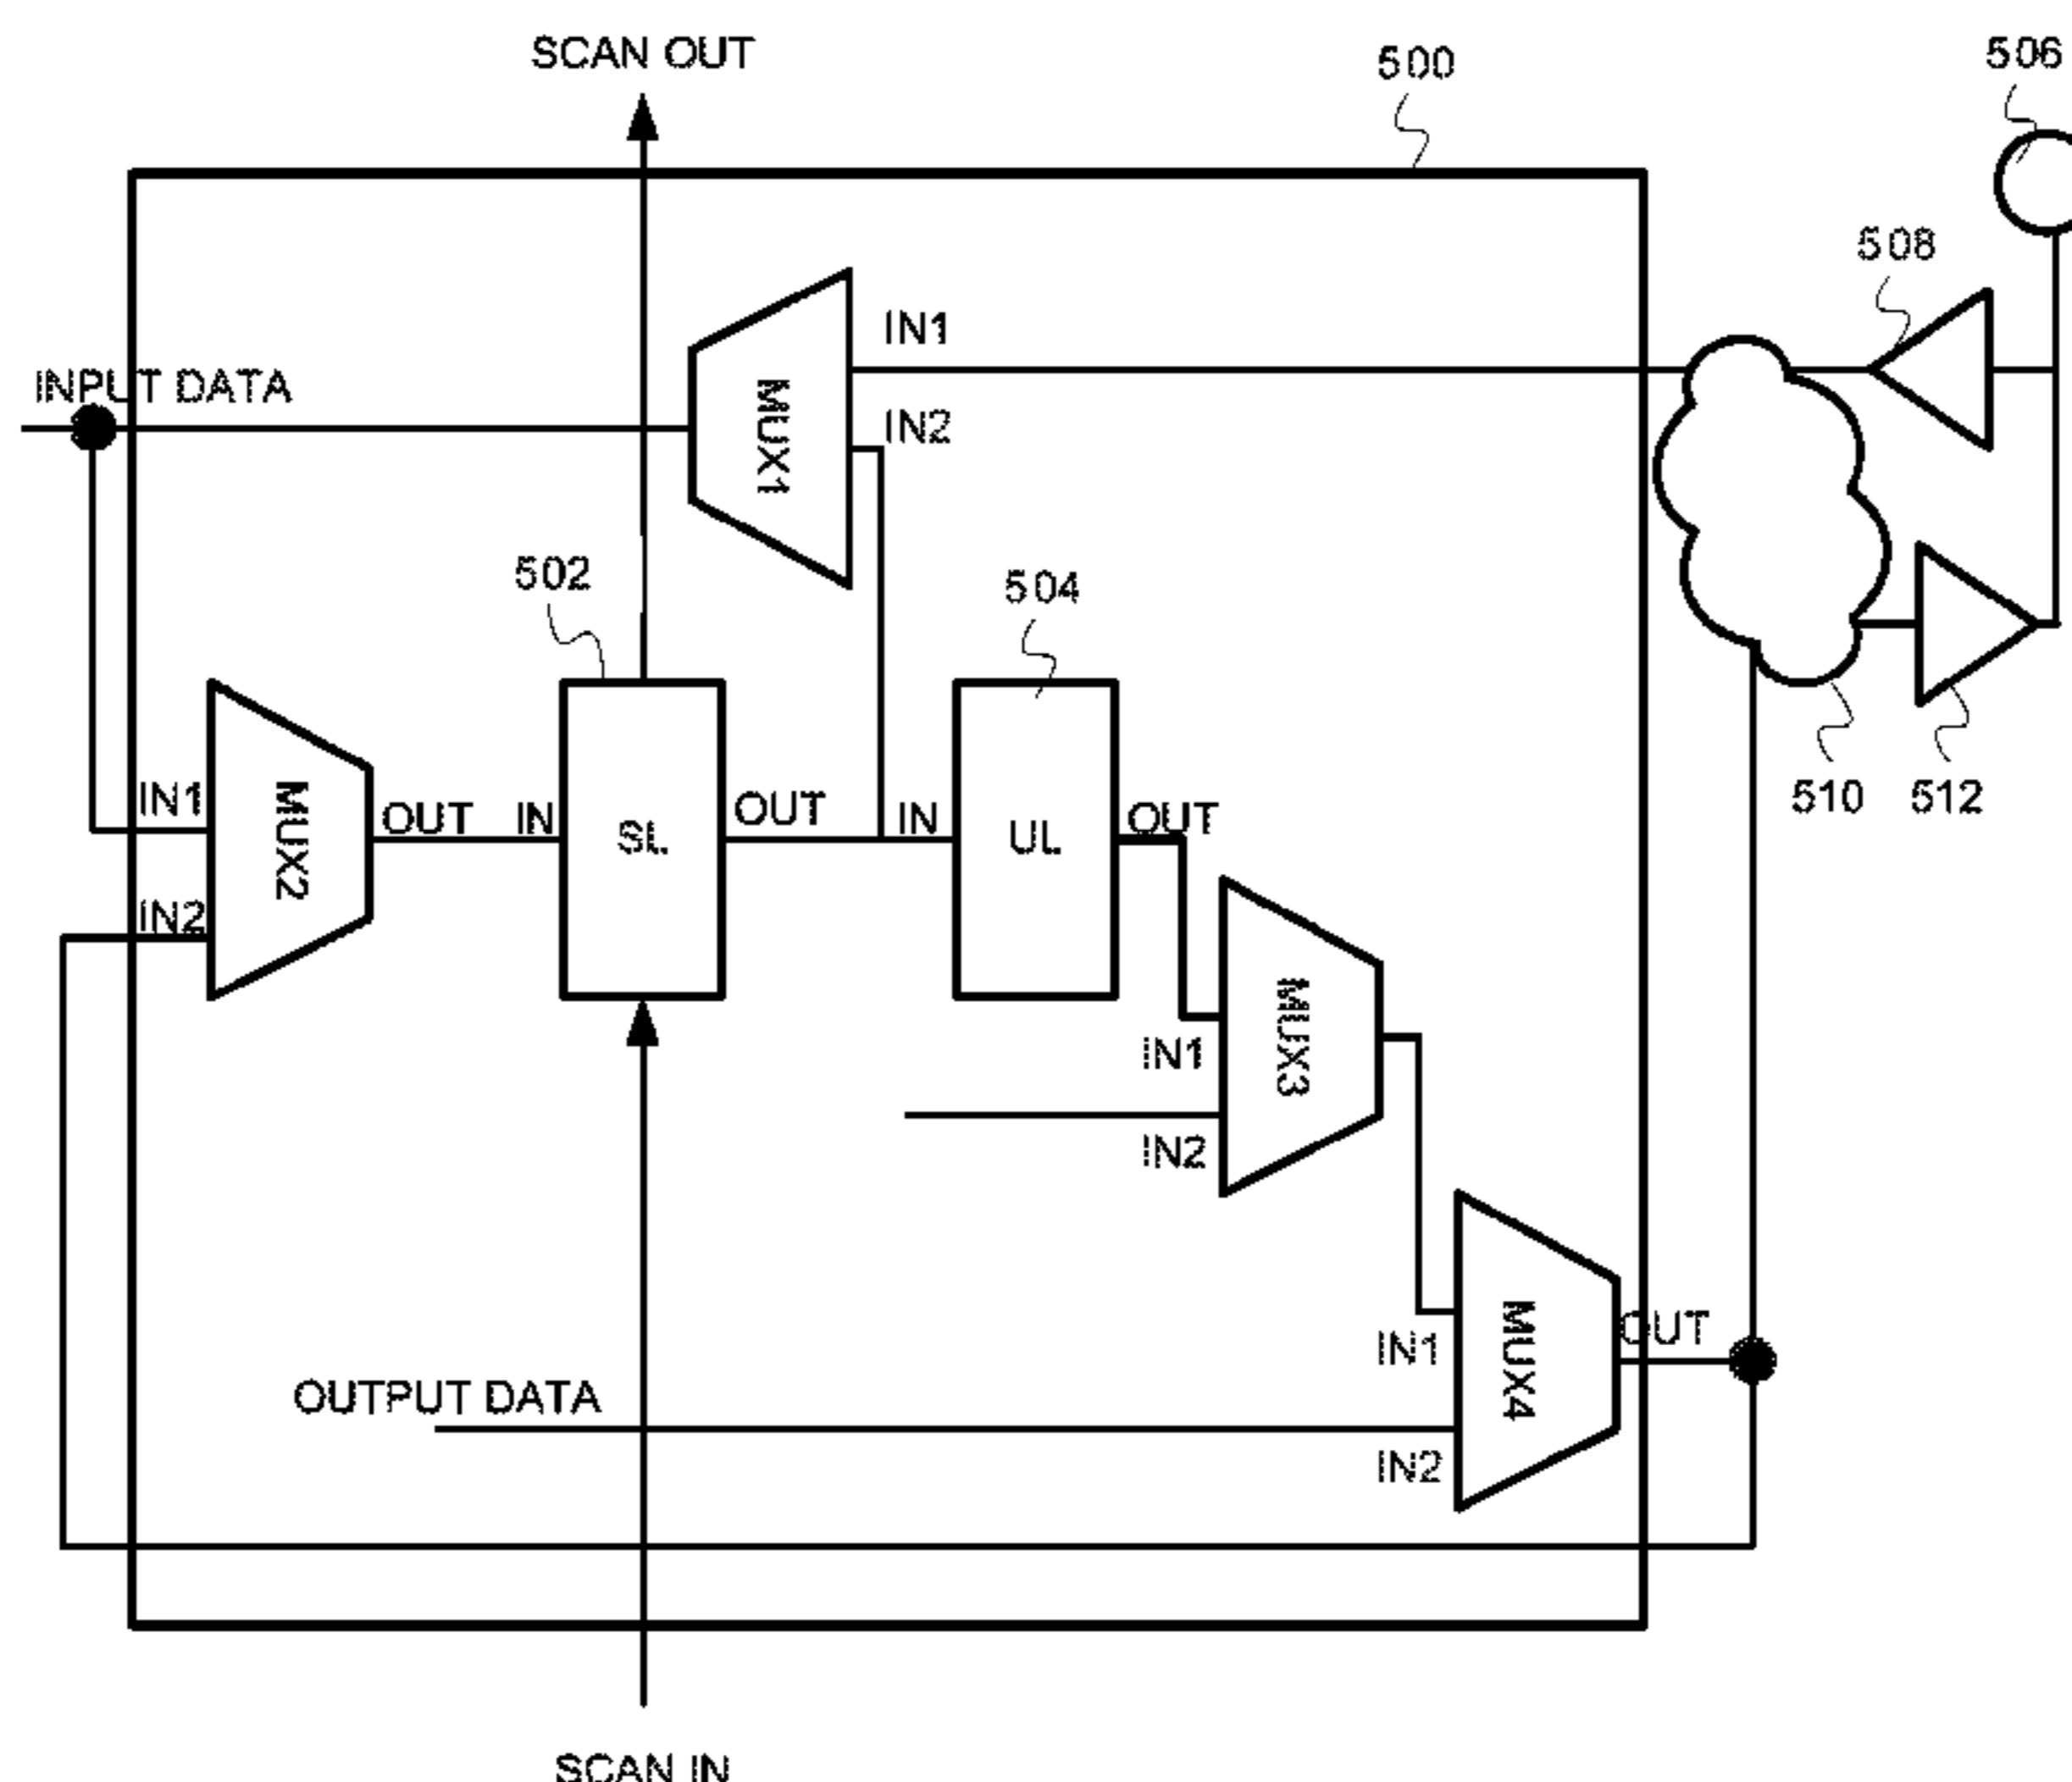 SCAN OUT
500
506
508
IN1
INPUT DATA
IN2
MUX1
502
504
510
512
IN1
MUX2
OUT
IN
SL
OUT
IN
UL
OUT
IN2
MUX3
IN1
IN2
MUX4
OUT
IN1
OUTPUT DATA
IN2
SCAN IN